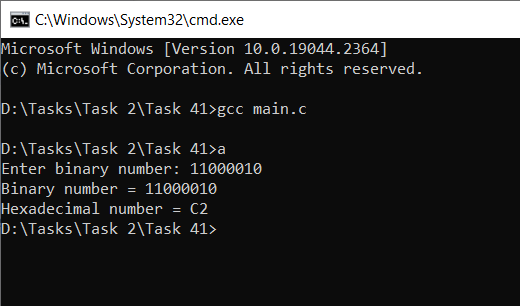 C:\Windows\System32\cmd.exe
Microsoft Windows [Version 10.0.19044.2364]
(c) Microsoft Corporation. All rights reserved.
D:\Tasks\Task 2\Task 41>gcc main.c
D:\Tasks\Task 2\Task 41>a
Enter binary number: 11000010
Binary number = 11000010
Hexadecimal number = C2
D:\Tasks\Task 2\Task 41>